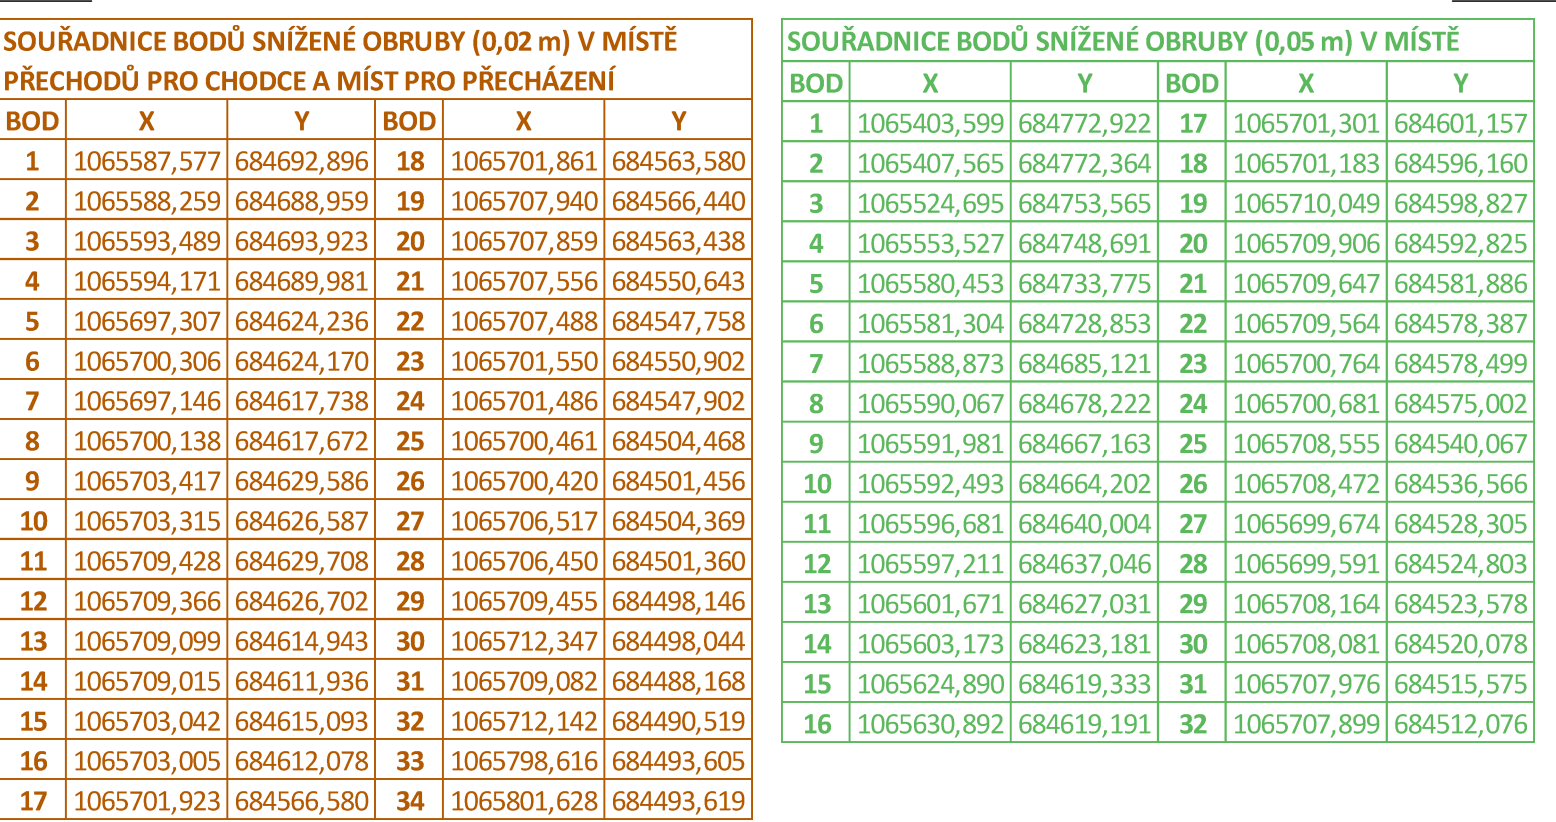 SOUŘADNICE BODŮ SNÍŽENÉ OBRUBY (0,02 m) V MÍSTĚ
PŘECHODŮ PRO CHODCE A MÍST PRO PŘECHÁZENÍ
BOD X Y BOD X Y
1 1065587,577 684692,896 18 1065701,861 684563,580
2 1065588,259 684688,959 19 1065707,940 684566,440
3 1065593,489 684693,923 20 1065707,859 684563,438
4 1065594,171 684689,981 21 1065707,556 684550,643
5 1065697,307 684624,236 22 1065707,488 684547,758
6 1065700,306 684624,170 23 1065701,550 684550,902
7 1065697,146 684617,738 24 1065701,486 684547,902
8 1065700,138 684617,672 25 1065700,461 684504,468
9 1065703,417 684629,586 26 1065700,420 684501,456
10 1065703,315 684626,587 27 1065706,517 684504,369
11 1065709,428 684629,708 28 1065706,450 684501,360
12 1065709,366 684626,702 29 1065709,455 684498,146
13 1065709,099 684614,943 30 1065712,347 684498,044
14 1065709,015 684611,936 31 1065709,082 684488,168
15 1065703,042 684615,093 32 1065712,142 684490,519
16 1065703,005 684612,078 33 1065798,616 684493,605
17 1065701,923 684566,580 34 1065801,628 684493,619
SOUŘADNICE BODŮ SNÍŽENÉ OBRUBY (0,05 m) V MÍSTĚ
BOD X Y BOD X Y
1 1065403,599 684772,922 17 1065701,301 684601,157
2 1065407,565 684772,364 18 1065701,183 684596,160
3 1065524,695 684753,565 19 1065710,049 684598,827
4 1065553,527 684748,691 20 1065709,906 684592,825
5 1065580,453 684733,775 21 1065709,647 684581,886
6 1065581,304 684728,853 22 1065709,564 684578,387
7 1065588,873 684685,121 23 1065700,764 684578,499
8 1065590,067 684678,222 24 1065700,681 684575,002
9 1065591,981 684667,163 25 1065708,555 684540,067
10 1065592,493 684664,202 26 1065708,472 684536,566
11 1065596,681 684640,004 27 1065699,674 684528,305
12 1065597,211 684637,046 28 1065699,591 684524,803
13 1065601,671 684627,031 29 1065708,164 684523,578
14 1065603,173 684623,181 30 1065708,081 684520,078
15 1065624,890 684619,333 31 1065707,976 684515,575
16 1065630,892 684619,191 32 1065707,899 684512,076